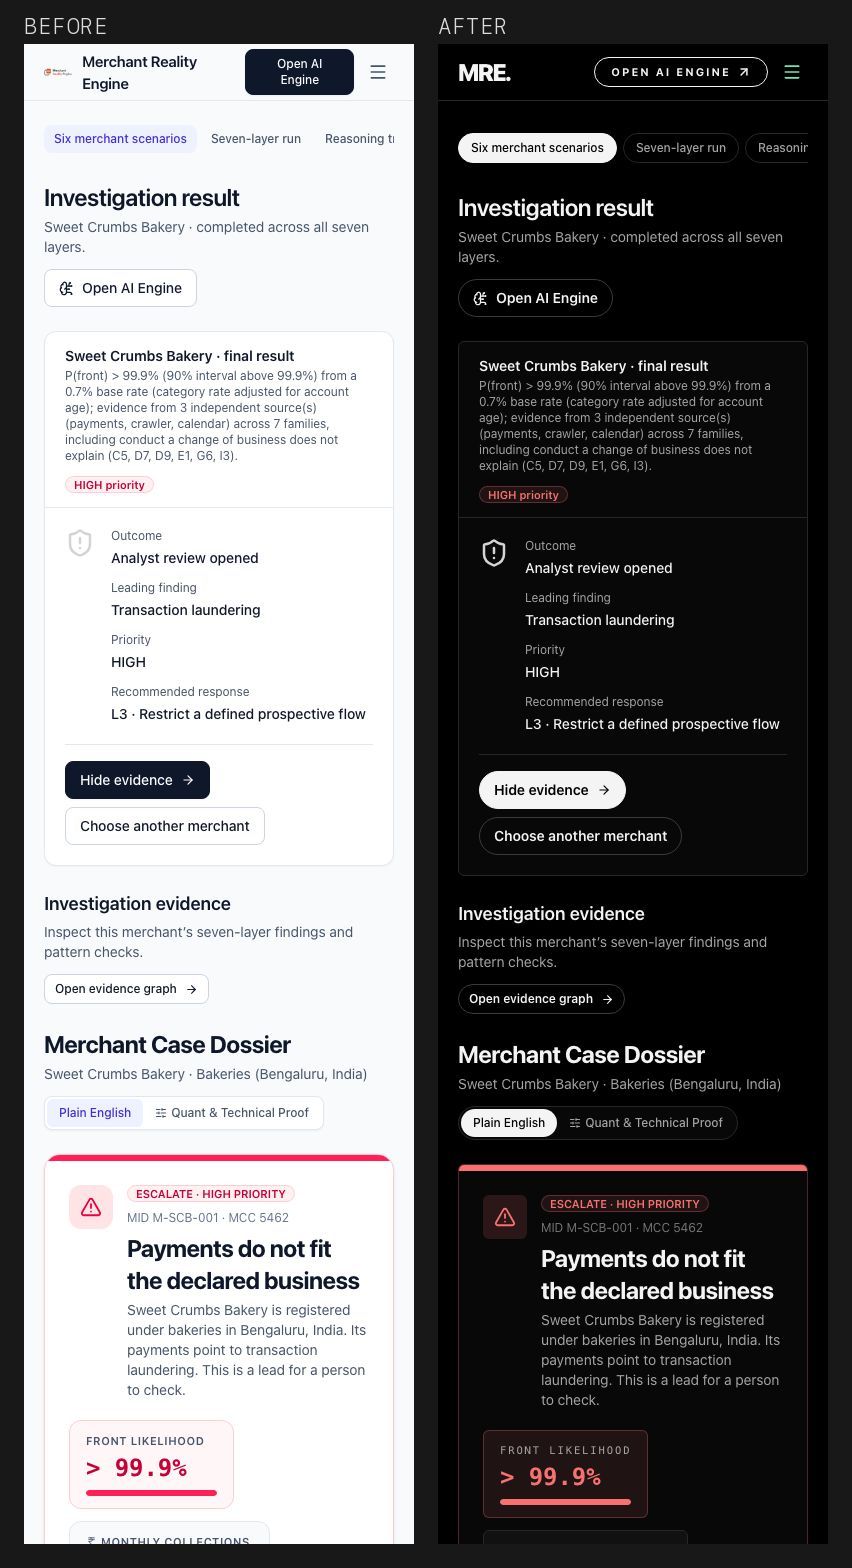 BEFORE
Merchant Reality
Engine
Open AI
Engine
Six merchant scenarios
Seven-layer run
Reasoning
Investigation result
Sweet Crumbs Bakery · completed across all seven
layers.
Open AI Engine
Sweet Crumbs Bakery · final result
P(front) > 99.9% (90% interval above 99.9%) from a
0.7% base rate (category rate adjusted for account
age); evidence from 3 independent source(s)
(payments, crawler, calendar) across 7 families,
including conduct a change of business does not
explain (C5, D7, D9, E1, G6, I3).
HIGH priority
Outcome
Analyst review opened
Leading finding
Transaction laundering
Priority
HIGH
Recommended response
L3 · Restrict a defined prospective flow
Hide evidence →
Choose another merchant
Investigation evidence
Inspect this merchant’s seven-layer findings and
pattern checks.
Open evidence graph →
Merchant Case Dossier
Sweet Crumbs Bakery · Bakeries (Bengaluru, India)
Plain English
Quant & Technical Proof
ESCALATE · HIGH PRIORITY
MID M-SCB-001 · MCC 5462
Payments do not fit
the declared business
Sweet Crumbs Bakery is registered
under bakeries in Bengaluru, India. Its
payments point to transaction
laundering. This is a lead for a person
to check.
FRONT LIKELIHOOD
> 99.9%
₹ MONTHLY COLLECTIONS
AFTER
MRE.
OPEN AI ENGINE
Six merchant scenarios
Seven-layer run
Reasonin
Investigation result
Sweet Crumbs Bakery · completed across all seven
layers.
Open AI Engine
Sweet Crumbs Bakery · final result
P(front) > 99.9% (90% interval above 99.9%) from a
0.7% base rate (category rate adjusted for account
age); evidence from 3 independent source(s)
(payments, crawler, calendar) across 7 families,
including conduct a change of business does not
explain (C5, D7, D9, E1, G6, I3).
HIGH priority
Outcome
Analyst review opened
Leading finding
Transaction laundering
Priority
HIGH
Recommended response
L3 · Restrict a defined prospective flow
Hide evidence →
Choose another merchant
Investigation evidence
Inspect this merchant’s seven-layer findings and
pattern checks.
Open evidence graph →
Merchant Case Dossier
Sweet Crumbs Bakery · Bakeries (Bengaluru, India)
Plain English
Quant & Technical Proof
ESCALATE · HIGH PRIORITY
MID M-SCB-001 · MCC 5462
Payments do not fit
the declared business
Sweet Crumbs Bakery is registered
under bakeries in Bengaluru, India. Its
payments point to transaction
laundering. This is a lead for a person
to check.
FRONT LIKELIHOOD
> 99.9%